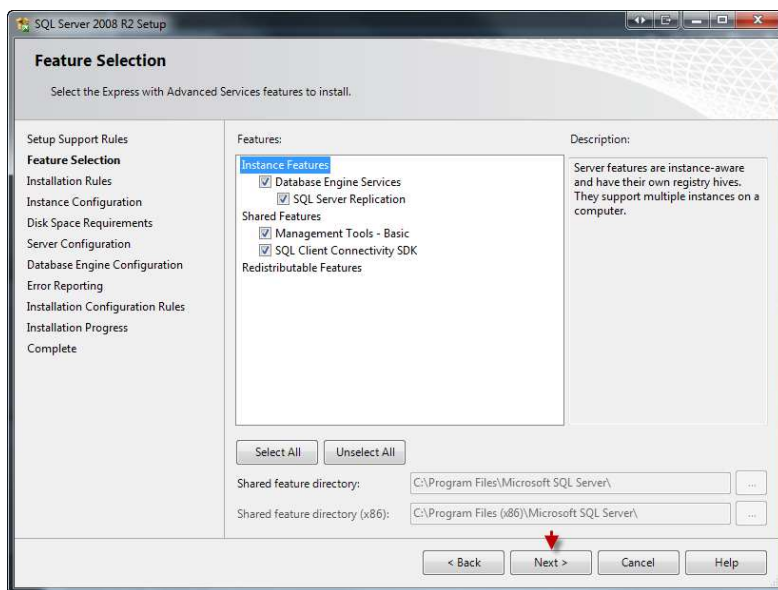 SQL Server 2008 R2 Setup
Feature Selection
Select the Express with Advanced Services features to install.
Setup Support Rules
Feature Selection
Installation Rules
Instance Configuration
Disk Space Requirements
Server Configuration
Database Engine Configuration
Error Reporting
Installation Configuration Rules
Installation Progress
Complete
Features:
Instance Features
Database Engine Services
SQL Server Replication
Shared Features
Management Tools - Basic
SQL Client Connectivity SDK
Redistributable Features
Description:
Server features are instance-aware
and have their own registry hives.
They support multiple instances on a
computer.
Select All
Unselect All
Shared feature directory:
C:\Program Files\Microsoft SQL Server\
...
Shared feature directory (x86):
C:\Program Files (x86)\Microsoft SQL Server\
...
< Back
Next >
Cancel
Help